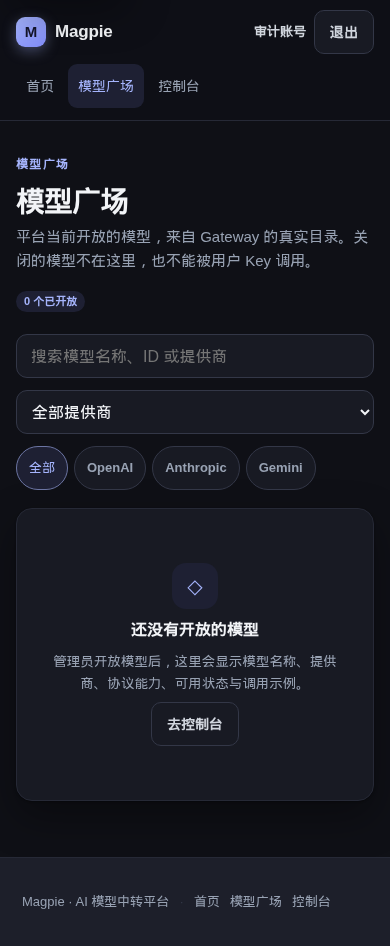 M Magpie 审计账号 退出
首页 模型广场 控制台
模型广场
模型广场
平台当前开放的模型，来自 Gateway 的真实目录。关
闭的模型不在这里，也不能被用户 Key 调用。
0 个已开放
搜索模型名称、ID 或提供商
全部提供商
全部 OpenAI Anthropic Gemini
还没有开放的模型
管理员开放模型后，这里会显示模型名称、提供
商、协议能力、可用状态与调用示例。
去控制台
Magpie · AI 模型中转平台 · 首页 模型广场 控制台